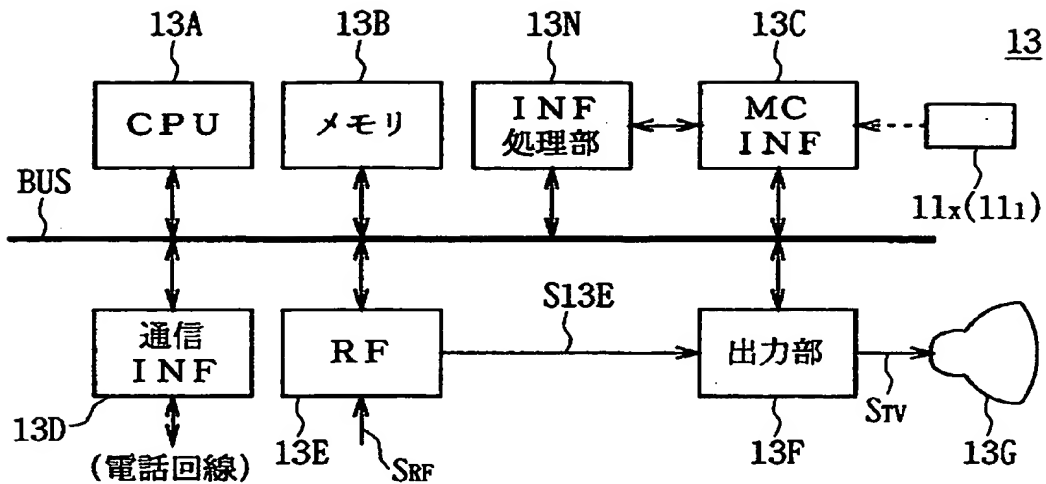 13A
13B
13N
13C
13
CPU
メモリ
INF
処理部
MC
INF
BUS
11x(11₁)
S13E
通信
INF
RF
出力部
STV
13D
13E
SRF
13F
13G
(電話回線)